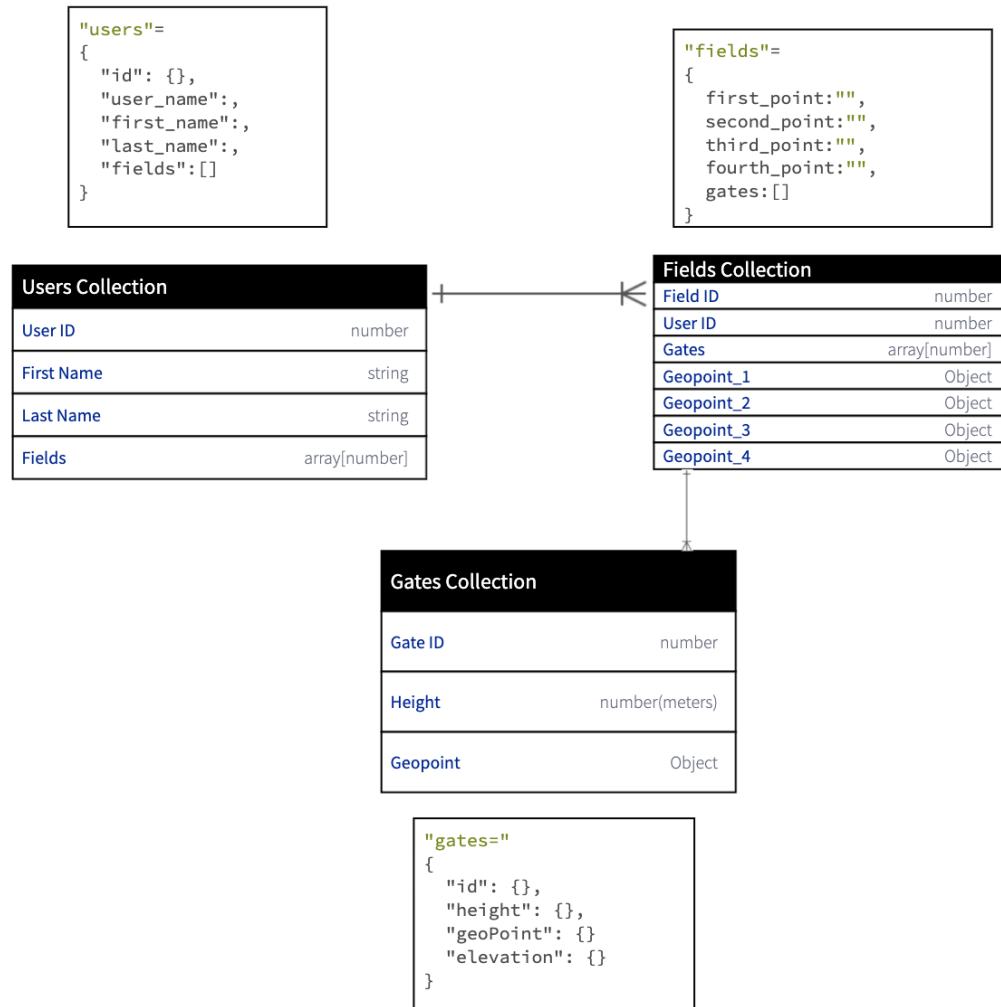 "users"=
{
"id": {},
"user_name":,
"first_name":,
"last_name":,
"fields":[]
}
"fields"=
{
first_point:"",
second_point:"",
third_point:"",
fourth_point:"",
gates:[]
}
Users Collection
User ID number
First Name string
Last Name string
Fields array[number]
Fields Collection
Field ID number
User ID number
Gates array[number]
Geopoint_1 Object
Geopoint_2 Object
Geopoint_3 Object
Geopoint_4 Object
Gates Collection
Gate ID number
Height number(meters)
Geopoint Object
"gates="
{
"id": {},
"height": {},
"geoPoint": {}
"elevation": {}
}